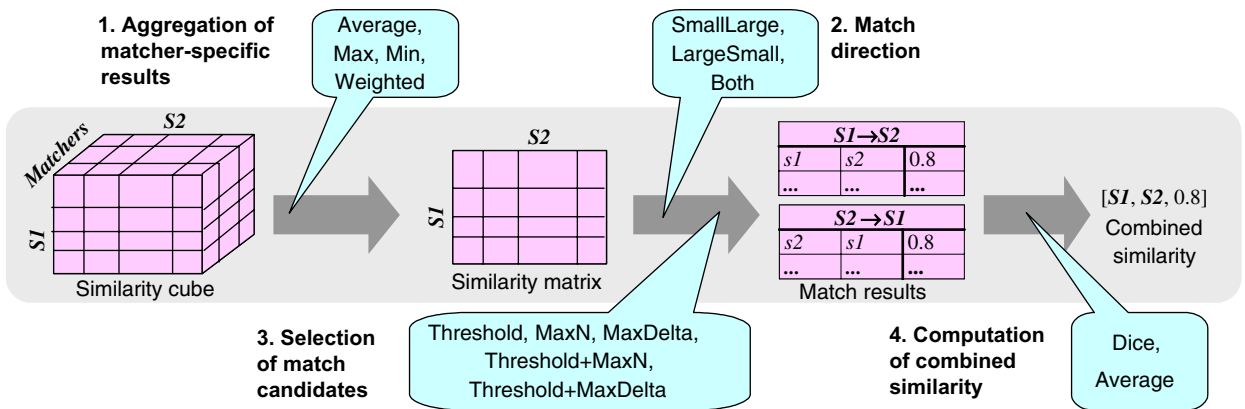 1. Aggregation of
matcher-specific
results
Average,
Max, Min,
Weighted
SmallLarge,
LargeSmall,
Both
2. Match
direction
Matchers
S2
S1
Similarity cube
S2
S1
Similarity matrix
S1→S2
s1 s2 0.8
... ... ...
S2→S1
s2 s1 0.8
... ... ...
Match results
[S1, S2, 0.8]
Combined
similarity
3. Selection
of match
candidates
Threshold, MaxN, MaxDelta,
Threshold+MaxN,
Threshold+MaxDelta
4. Computation
of combined
similarity
Dice,
Average